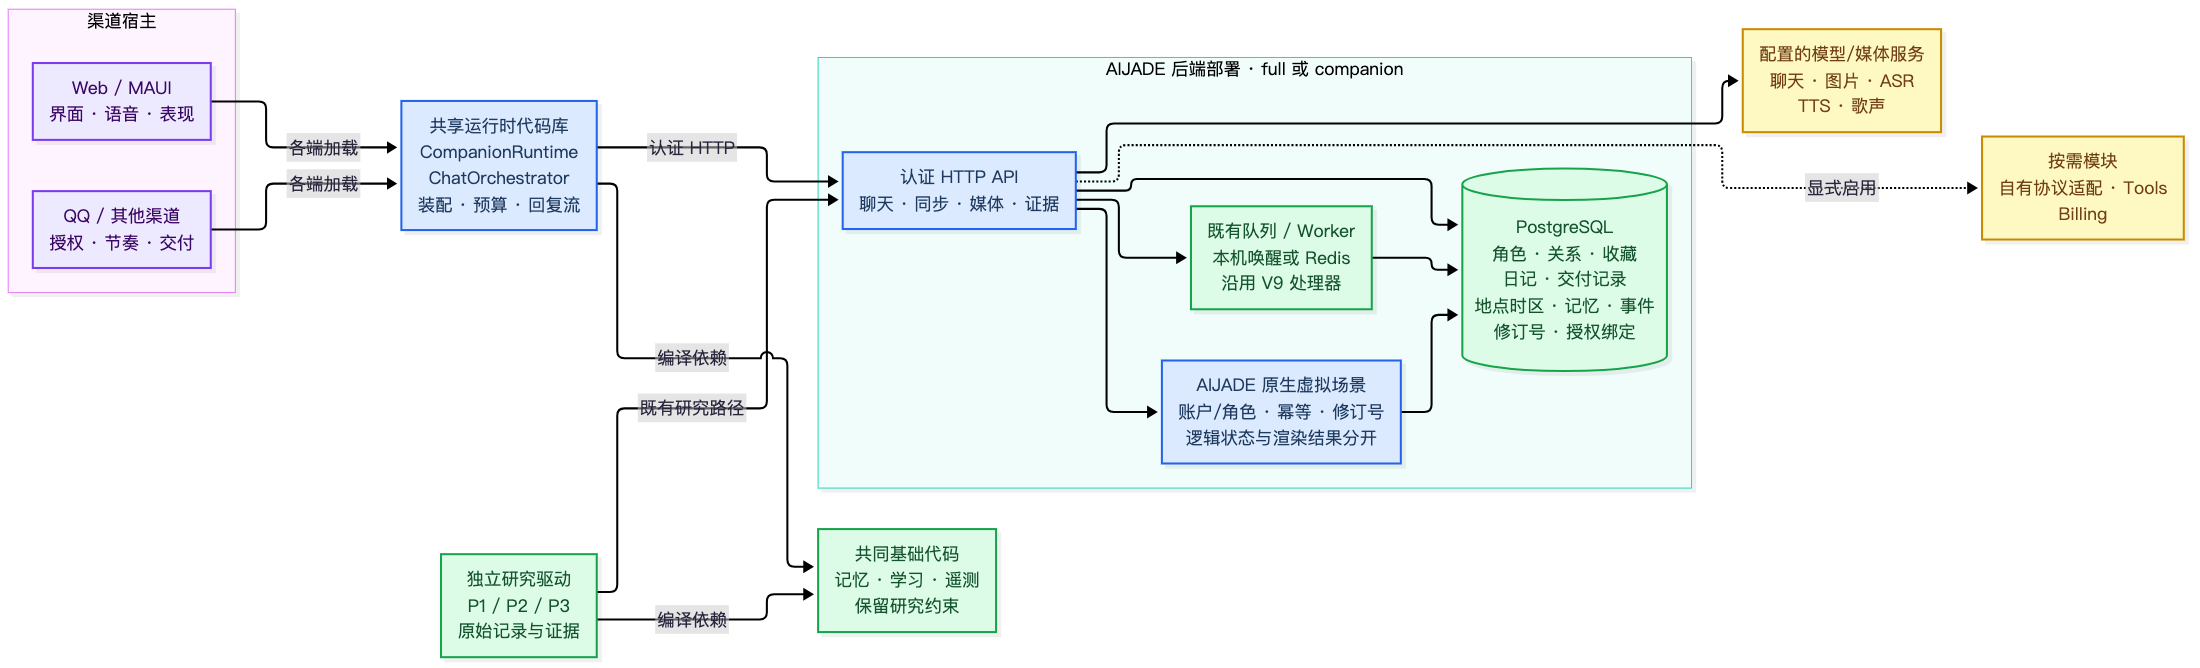 渠道宿主
Web / MAUI
界面 · 语音 · 表现
QQ / 其他渠道
授权 · 节奏 · 交付
各端加载
各端加载
共享运行时代码库
CompanionRuntime
ChatOrchestrator
装配 · 预算 · 回复流
认证 HTTP
编译依赖
既有研究路径
编译依赖
独立研究驱动
P1 / P2 / P3
原始记录与证据
共同基础代码
记忆 · 学习 · 遥测
保留研究约束
AIJADE 后端部署 · full 或 companion
认证 HTTP API
聊天 · 同步 · 媒体 · 证据
既有队列 / Worker
本机唤醒或 Redis
沿用 V9 处理器
AIJADE 原生虚拟场景
账户/角色 · 幂等 · 修订号
逻辑状态与渲染结果分开
PostgreSQL
角色 · 关系 · 收藏
日记 · 交付记录
地点时区 · 记忆 · 事件
修订号 · 授权绑定
配置的模型/媒体服务
聊天 · 图片 · ASR
TTS · 歌声
显式启用
按需模块
自有协议适配 · Tools
Billing